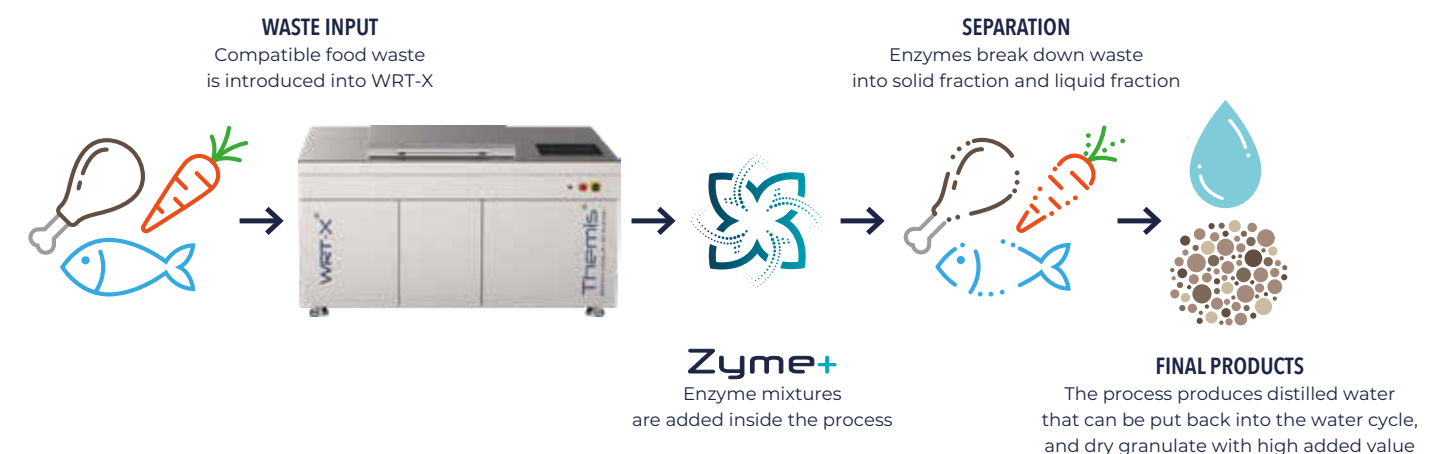 WASTE INPUT
Compatible food waste
is introduced into WRT-X
WRT-X®
Themis®
Zyme+
Enzyme mixtures
are added inside the process
SEPARATION
Enzymes break down waste
into solid fraction and liquid fraction
FINAL PRODUCTS
The process produces distilled water
that can be put back into the water cycle,
and dry granulate with high added value